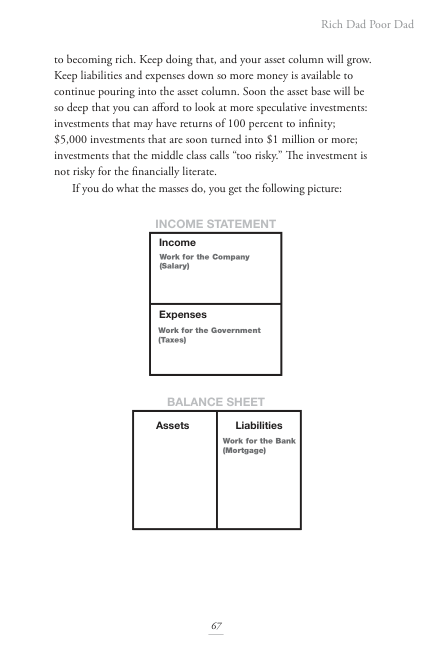 Rich Dad Poor Dad
to becoming rich. Keep doing that, and your asset column will grow.
Keep liabilities and expenses down so more money is available to
continue pouring into the asset column. Soon the asset base will be
so deep that you can afford to look at more speculative investments:
investments that may have returns of 100 percent to infinity;
$5,000 investments that are soon turned into $1 million or more;
investments that the middle class calls “too risky.” The investment is
not risky for the financially literate.
If you do what the masses do, you get the following picture:
INCOME STATEMENT
Income
Work for the Company
(Salary)
Expenses
Work for the Government
(Taxes)
BALANCE SHEET
Assets
Liabilities
Work for the Bank
(Mortgage)
67